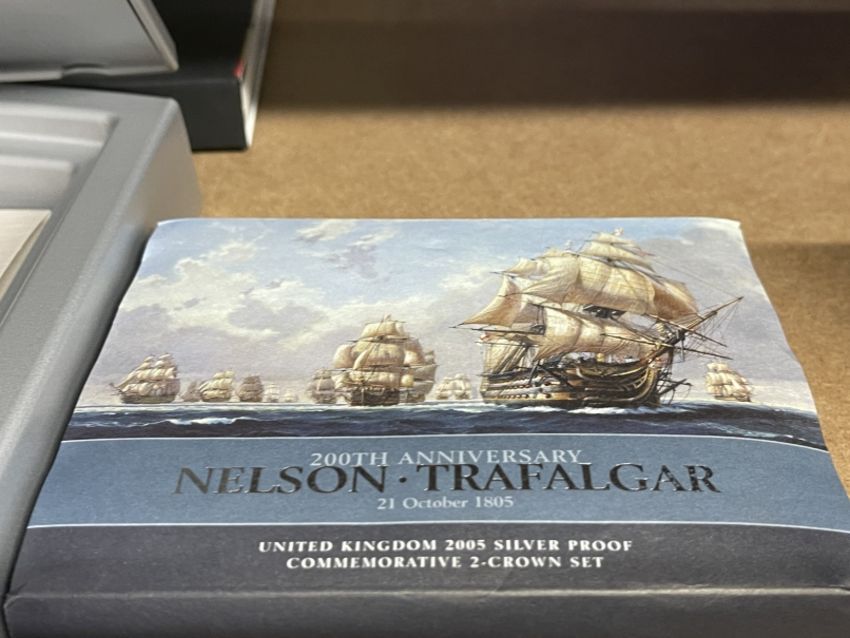 200TH ANNIVERSARY
NELSON · TRAFALGAR
21 October 1805
UNITED KINGDOM 2005 SILVER PROOF
COMMEMORATIVE 2-CROWN SET